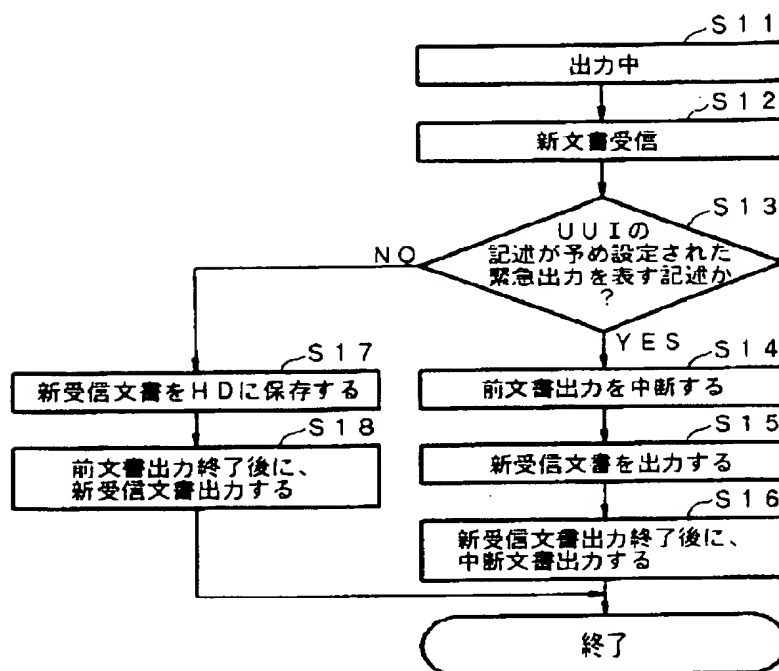 S11
出力中
S12
新文書受信
S13
UUIの
記述が予め設定された
緊急出力を表す記述か
?
NO
YES
S14
前文書出力を中断する
S15
新受信文書を出力する
S16
新受信文書出力終了後に、
中断文書出力する
S17
新受信文書をHDに保存する
S18
前文書出力終了後に、
新受信文書出力する
終了